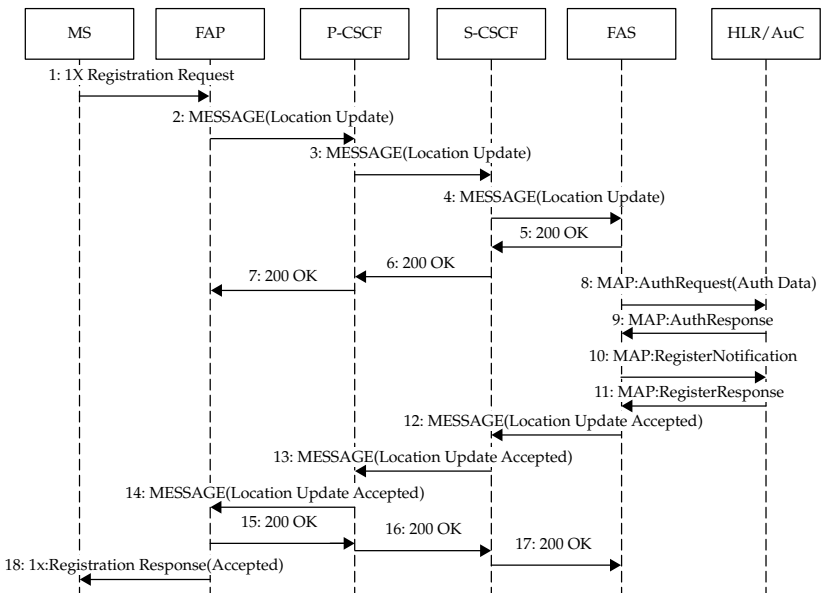 MS FAP P-CSCF S-CSCF FAS HLR/AuC
1: 1X Registration Request
2: MESSAGE(Location Update)
3: MESSAGE(Location Update)
4: MESSAGE(Location Update)
5: 200 OK
6: 200 OK
7: 200 OK
8: MAP:AuthRequest(Auth Data)
9: MAP:AuthResponse
10: MAP:RegisterNotification
11: MAP:RegisterResponse
12: MESSAGE(Location Update Accepted)
13: MESSAGE(Location Update Accepted)
14: MESSAGE(Location Update Accepted)
15: 200 OK
16: 200 OK
17: 200 OK
18: 1x:Registration Response(Accepted)